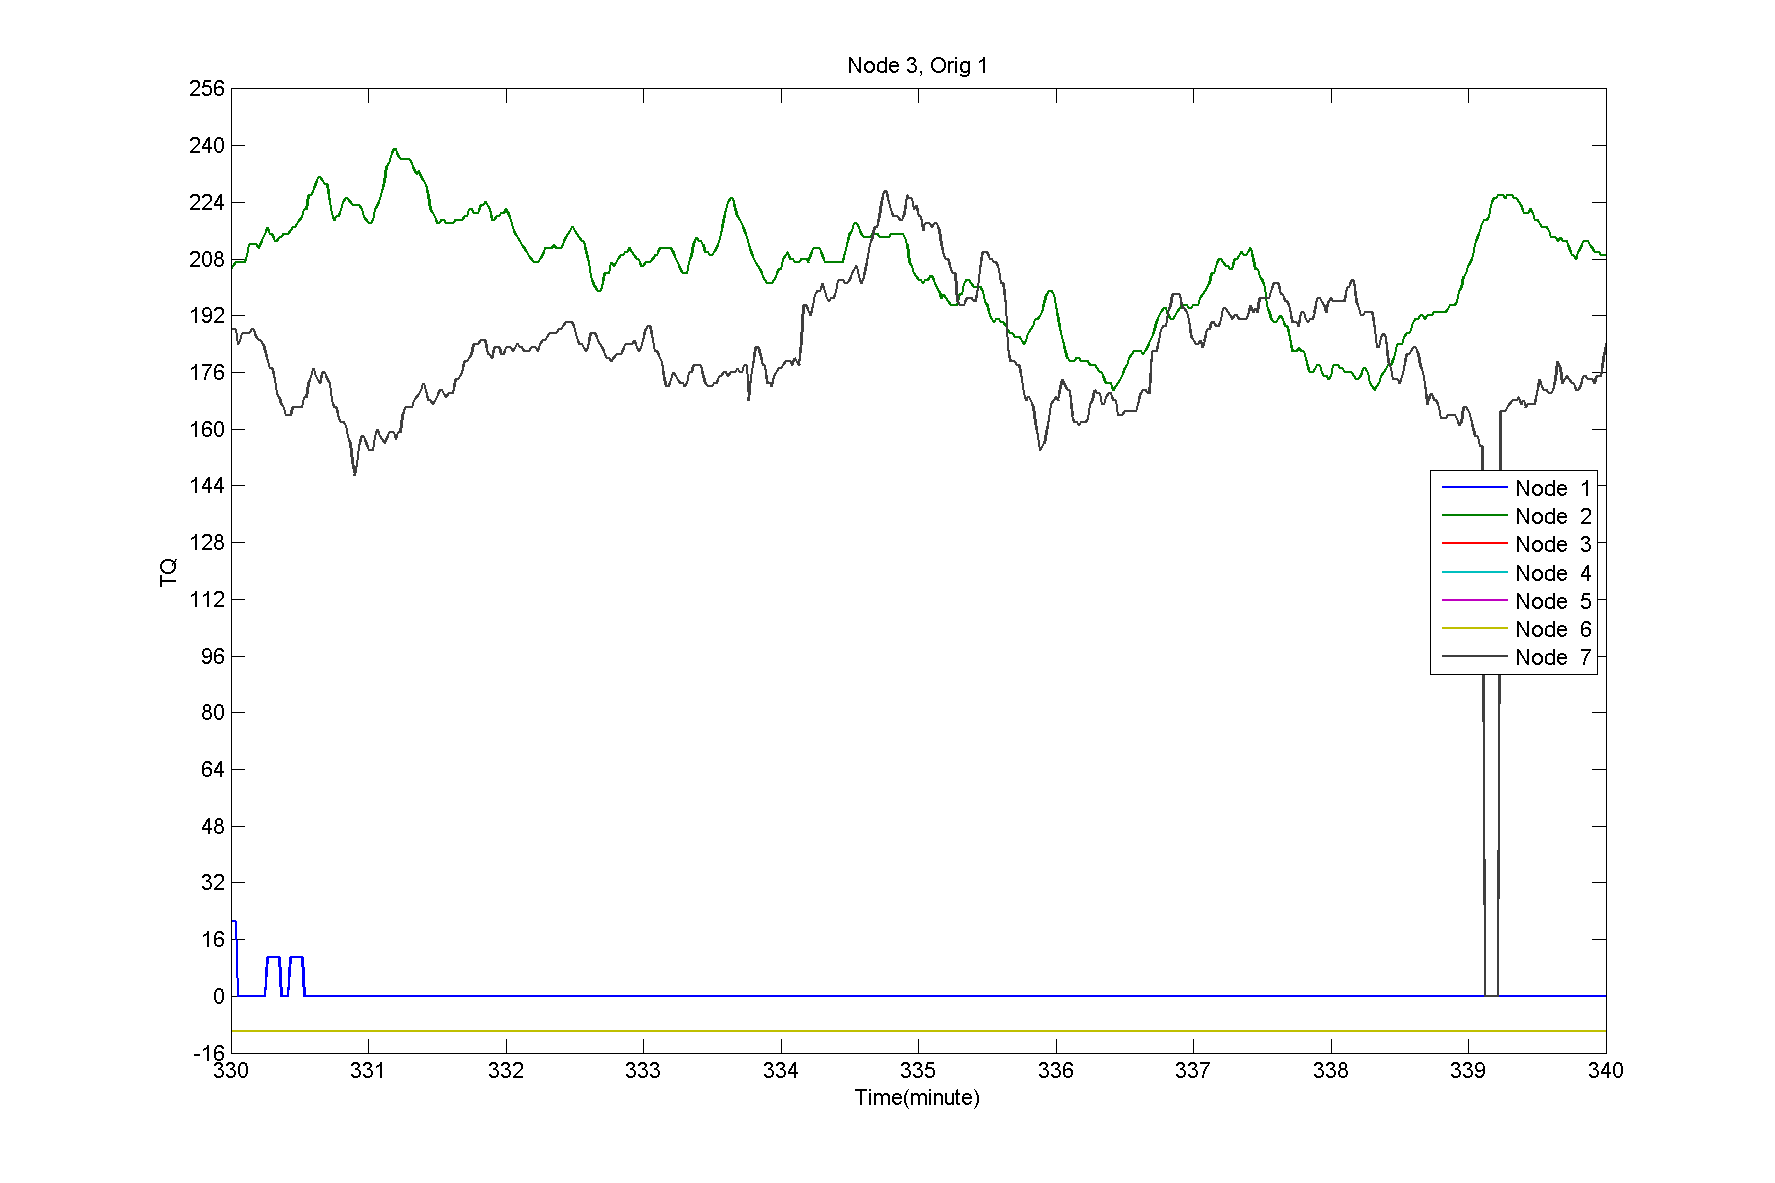 Node 3, Orig 1
256
240
224
208
192
176
160
144
128
112
96
80
64
48
32
16
0
-16
TQ
Node 1
Node 2
Node 3
Node 4
Node 5
Node 6
Node 7
330 331 332 333 334 335 336 337 338 339 340
Time(minute)